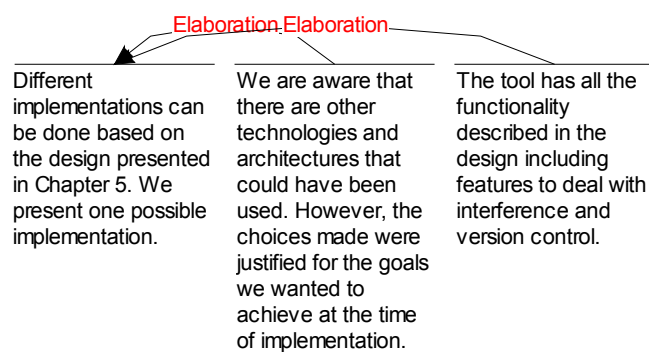 Elaboration Elaboration
Different
implementations can
be done based on
the design presented
in Chapter 5. We
present one possible
implementation.
We are aware that
there are other
technologies and
architectures that
could have been
used. However, the
choices made were
justified for the goals
we wanted to
achieve at the time
of implementation.
The tool has all the
functionality
described in the
design including
features to deal with
interference and
version control.